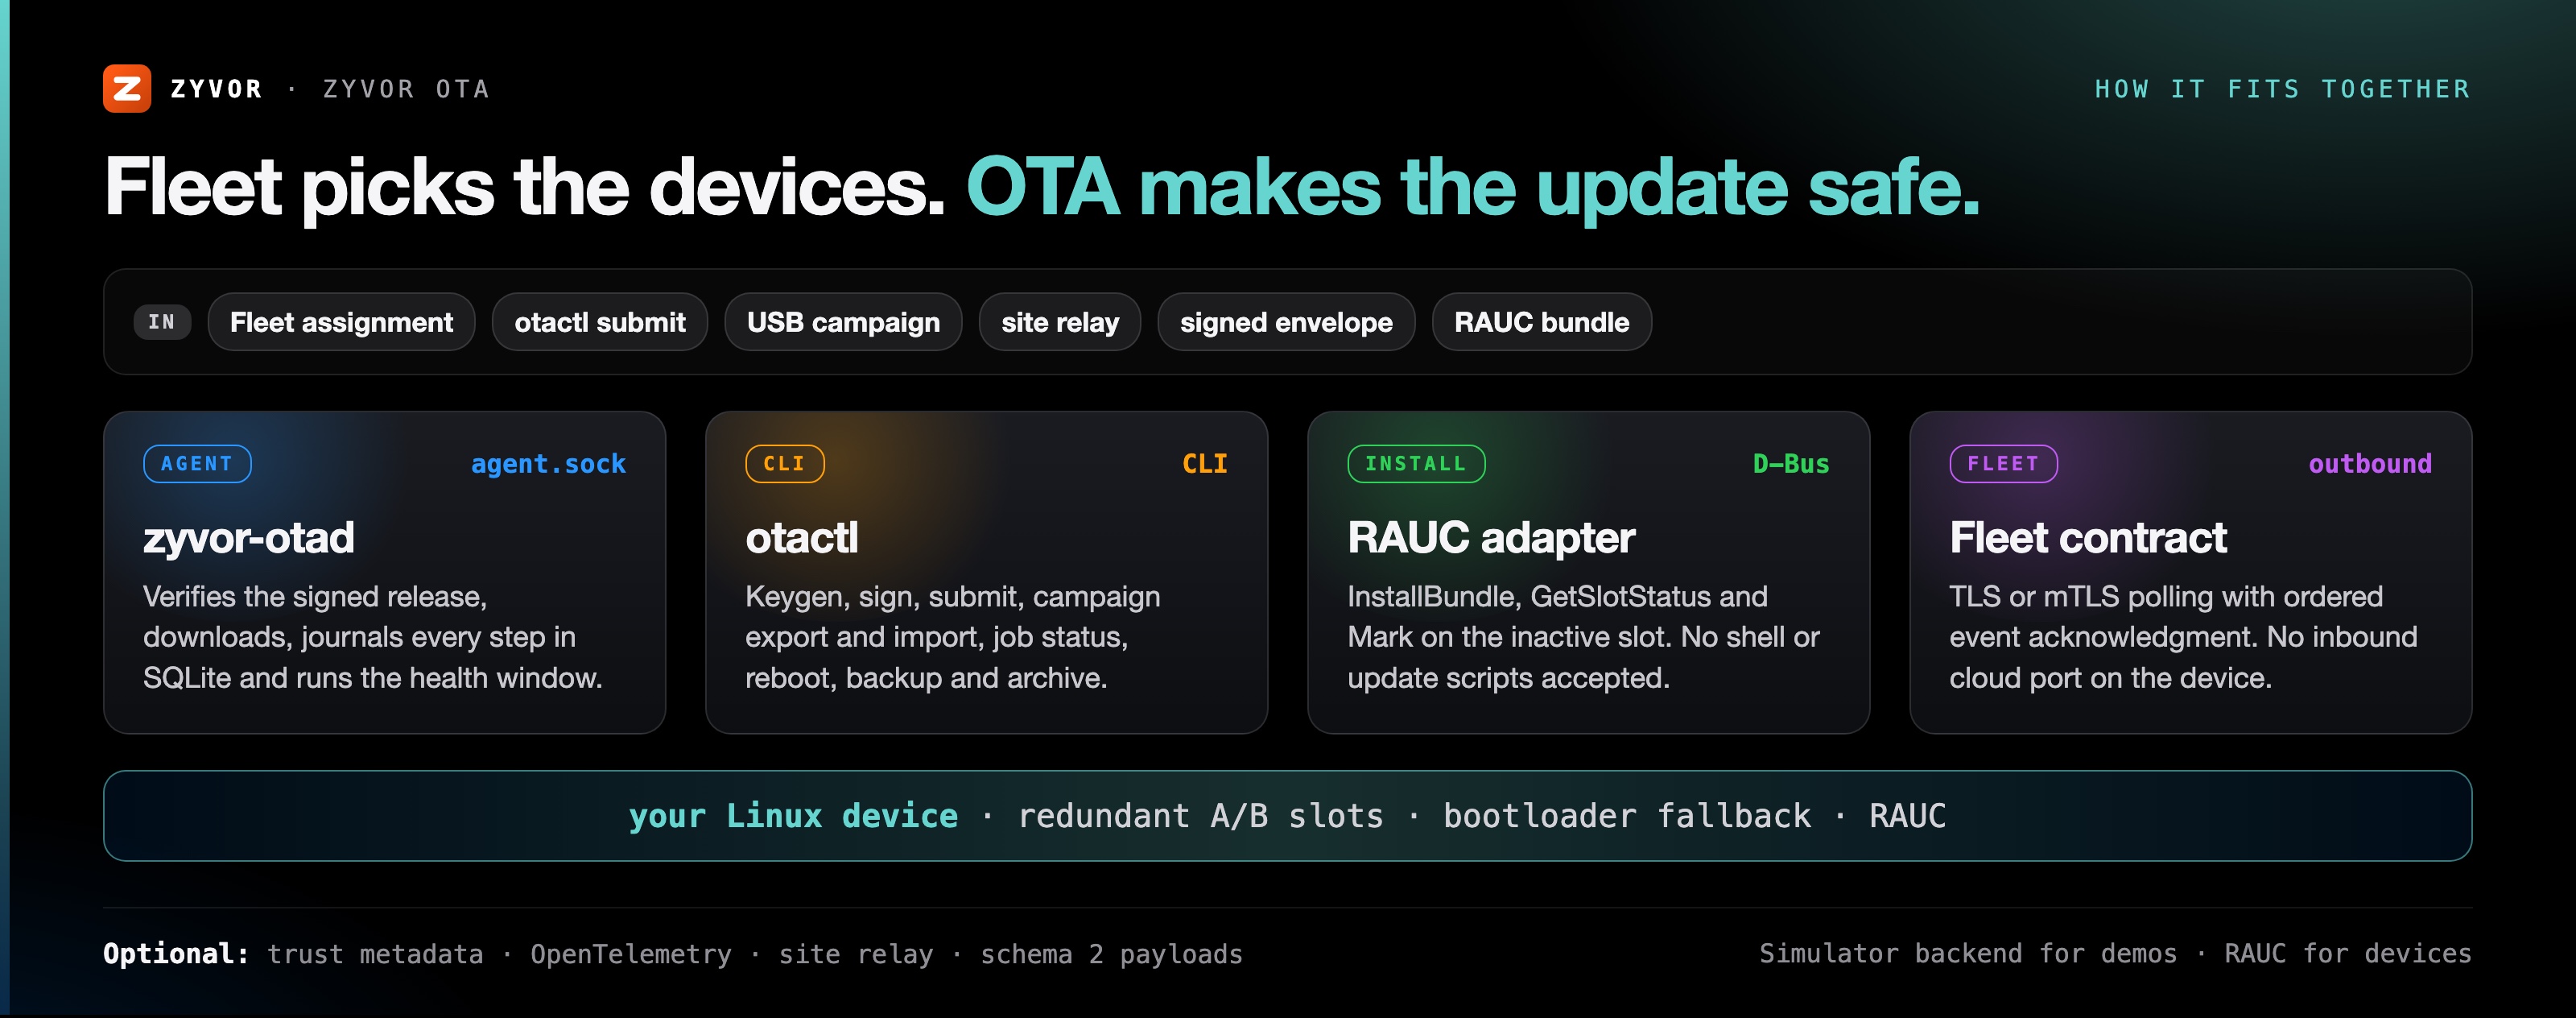 Z ZYVOR · ZYVOR OTA
HOW IT FITS TOGETHER
Fleet picks the devices. OTA makes the update safe.
IN Fleet assignment otactl submit USB campaign site relay signed envelope RAUC bundle
AGENT agent.sock
zyvor-otad
Verifies the signed release,
downloads, journals every step in
SQLite and runs the health window.
CLI CLI
otactl
Keygen, sign, submit, campaign
export and import, job status,
reboot, backup and archive.
INSTALL D-Bus
RAUC adapter
InstallBundle, GetSlotStatus and
Mark on the inactive slot. No shell or
update scripts accepted.
FLEET outbound
Fleet contract
TLS or mTLS polling with ordered
event acknowledgment. No inbound
cloud port on the device.
your Linux device · redundant A/B slots · bootloader fallback · RAUC
Optional: trust metadata · OpenTelemetry · site relay · schema 2 payloads
Simulator backend for demos · RAUC for devices